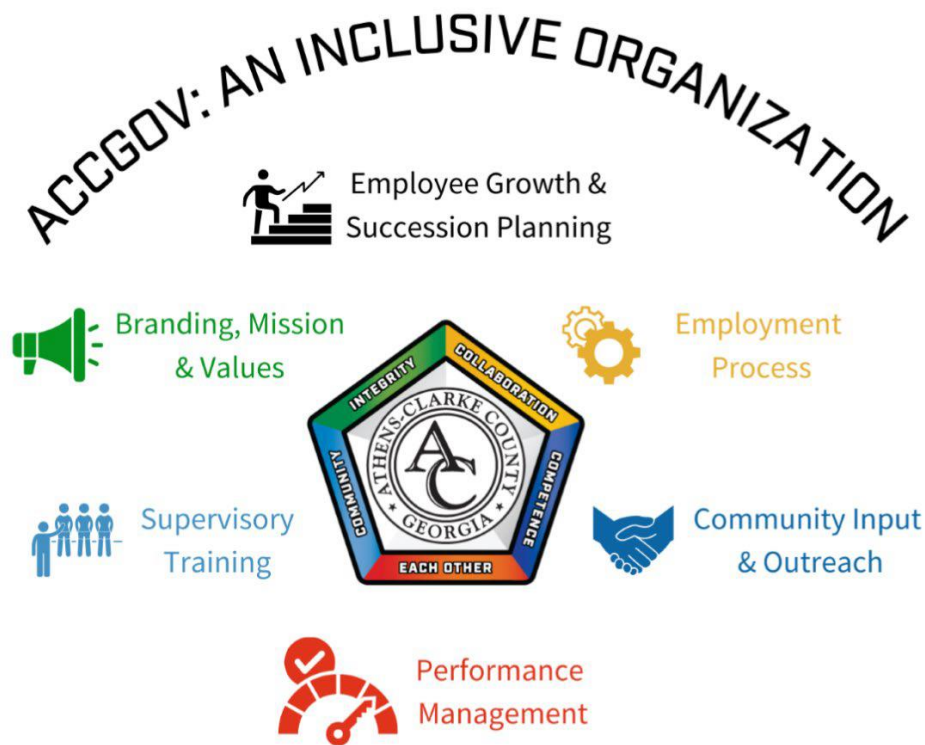 ACCGOV: AN INCLUSIVE ORGANIZATION
Employee Growth &
Succession Planning
Branding, Mission
& Values
Employment
Process
INTEGRITY
COLLABORATION
COMMUNITY
COMPETENCE
EACH OTHER
ATHENS-CLARKE COUNTY
AC
GEORGIA
Supervisory
Training
Community Input
& Outreach
Performance
Management